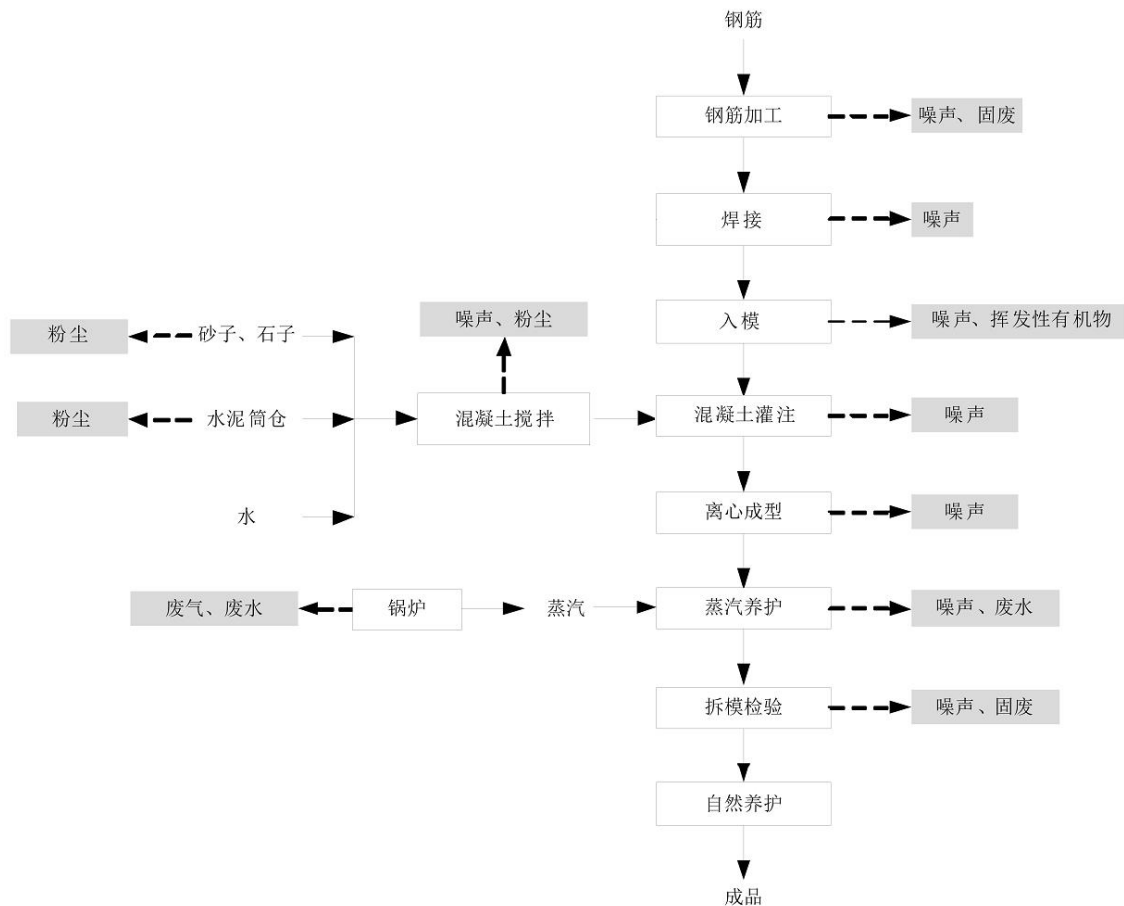 钢筋
钢筋加工
噪声、固废
焊接
噪声
噪声、粉尘
入模
噪声、挥发性有机物
粉尘
砂子、石子
粉尘
水泥筒仓
混凝土搅拌
混凝土灌注
噪声
水
离心成型
噪声
废气、废水
锅炉
蒸汽
蒸汽养护
噪声、废水
拆模检验
噪声、固废
自然养护
成品